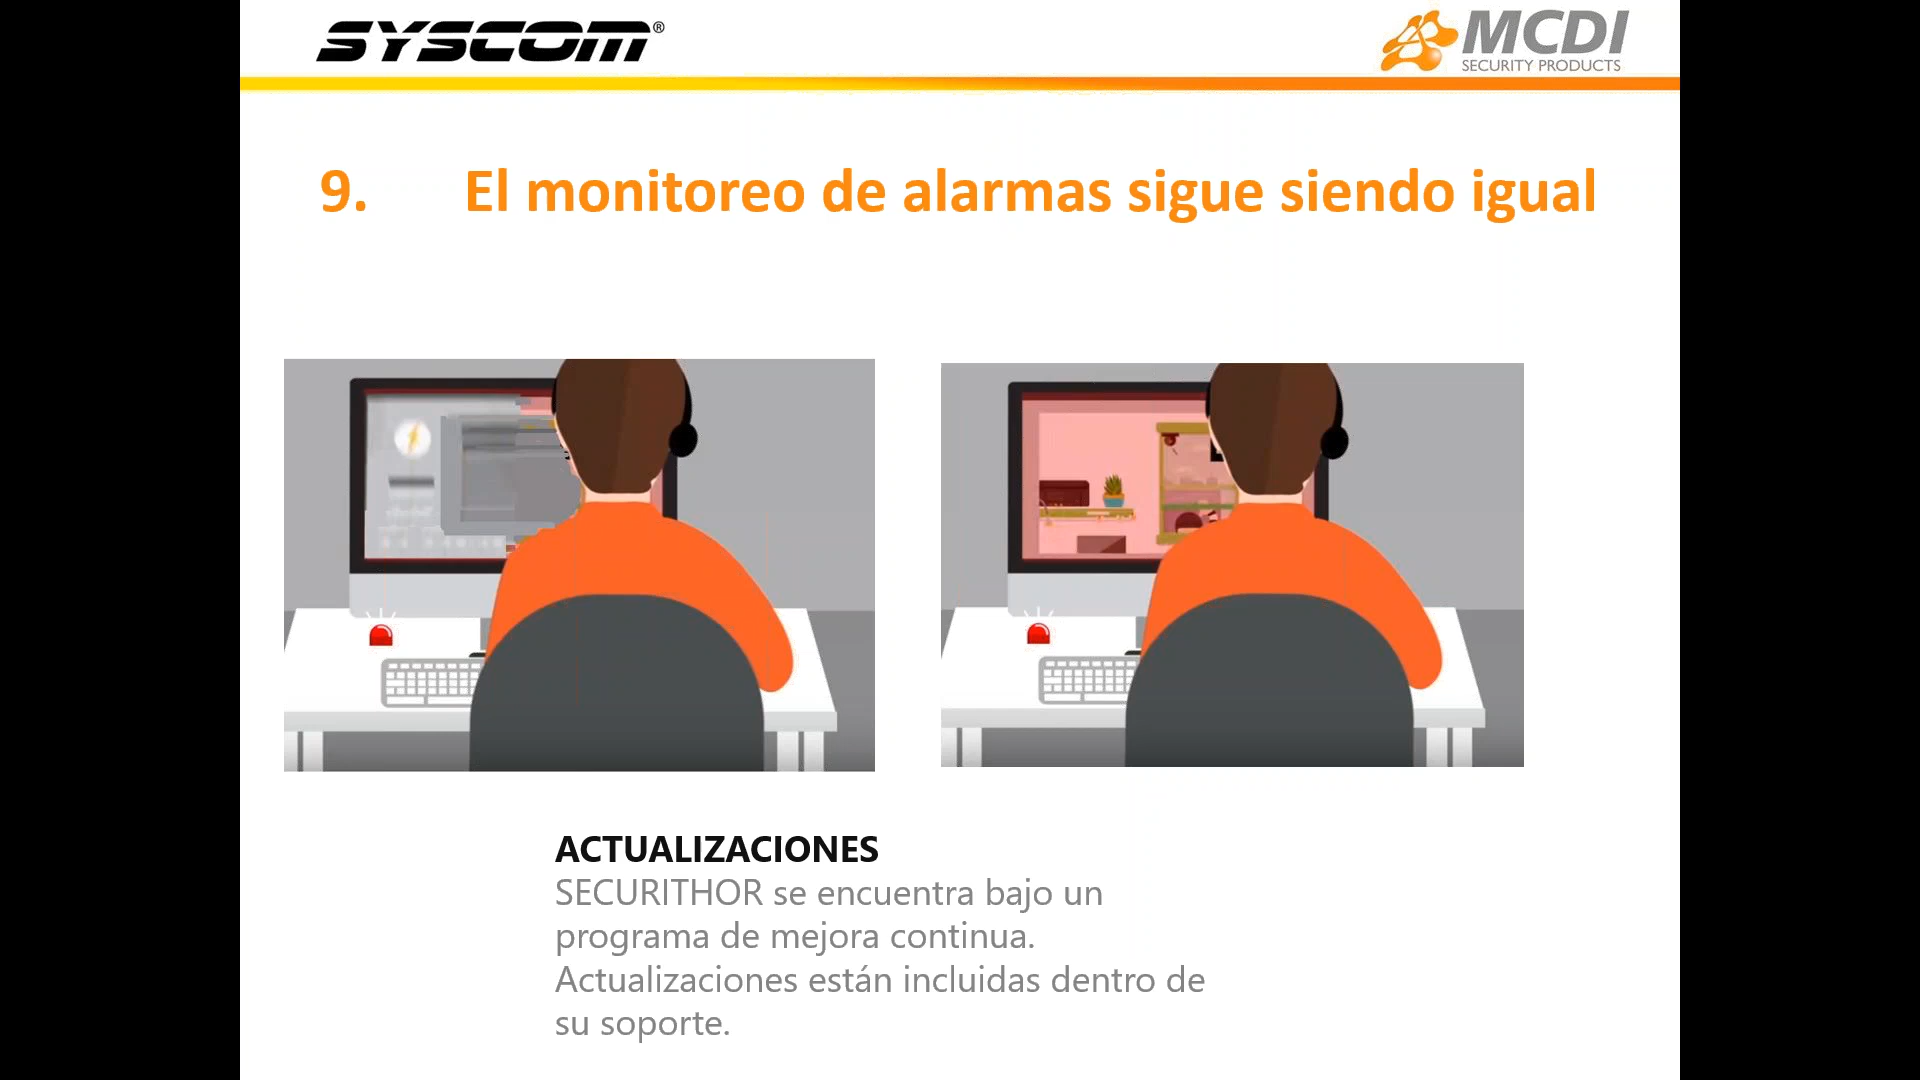 SYSCOM®
MCDI
SECURITY PRODUCTS
9. El monitoreo de alarmas sigue siendo igual
ACTUALIZACIONES
SECURITHOR se encuentra bajo un
programa de mejora continua.
Actualizaciones están incluidas dentro de
su soporte.